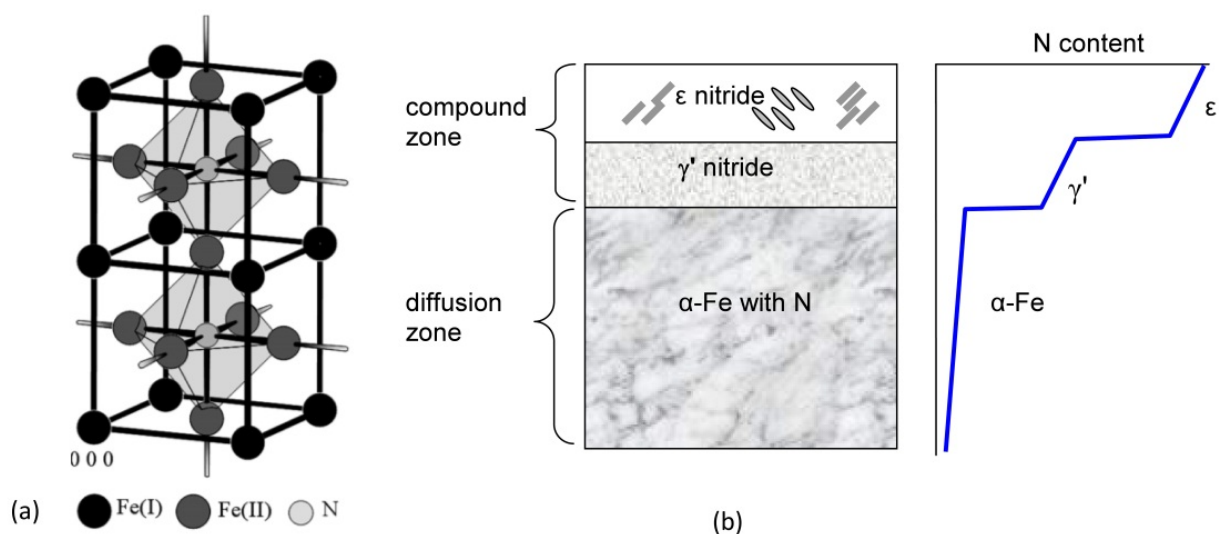 0 0 0
Fe(I) Fe(II) N
(a)
compound
zone
ε nitride
γ' nitride
diffusion
zone
α-Fe with N
N content
ε
γ'
α-Fe
(b)